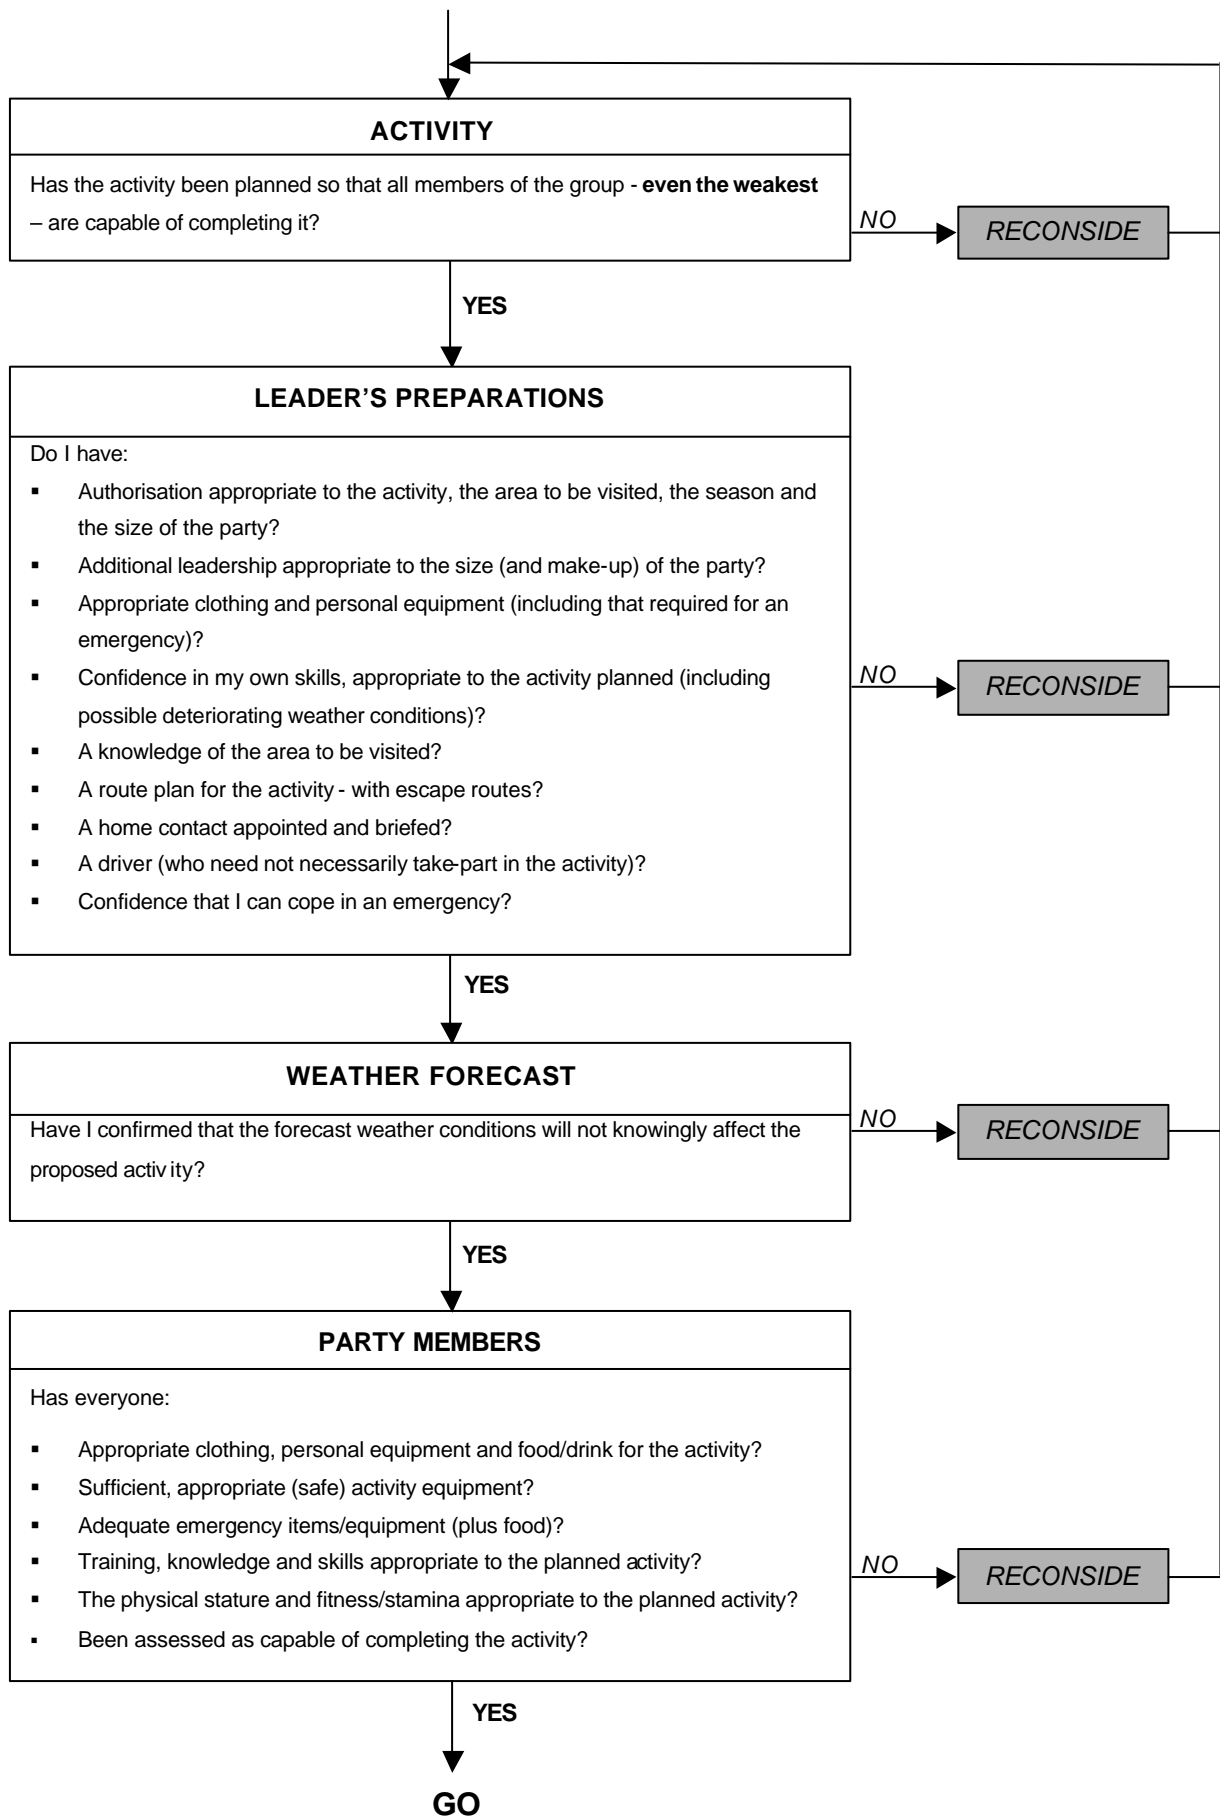 ACTIVITY
Has the activity been planned so that all members of the group - even the weakest
– are capable of completing it?
NO
RECONSIDE
YES
LEADER'S PREPARATIONS
Do I have:
▪ Authorisation appropriate to the activity, the area to be visited, the season and
the size of the party?
▪ Additional leadership appropriate to the size (and make-up) of the party?
▪ Appropriate clothing and personal equipment (including that required for an
emergency)?
▪ Confidence in my own skills, appropriate to the activity planned (including
possible deteriorating weather conditions)?
▪ A knowledge of the area to be visited?
▪ A route plan for the activity - with escape routes?
▪ A home contact appointed and briefed?
▪ A driver (who need not necessarily take-part in the activity)?
▪ Confidence that I can cope in an emergency?
NO
RECONSIDE
YES
WEATHER FORECAST
Have I confirmed that the forecast weather conditions will not knowingly affect the
proposed activity?
NO
RECONSIDE
YES
PARTY MEMBERS
Has everyone:
▪ Appropriate clothing, personal equipment and food/drink for the activity?
▪ Sufficient, appropriate (safe) activity equipment?
▪ Adequate emergency items/equipment (plus food)?
▪ Training, knowledge and skills appropriate to the planned activity?
▪ The physical stature and fitness/stamina appropriate to the planned activity?
▪ Been assessed as capable of completing the activity?
NO
RECONSIDE
YES
GO